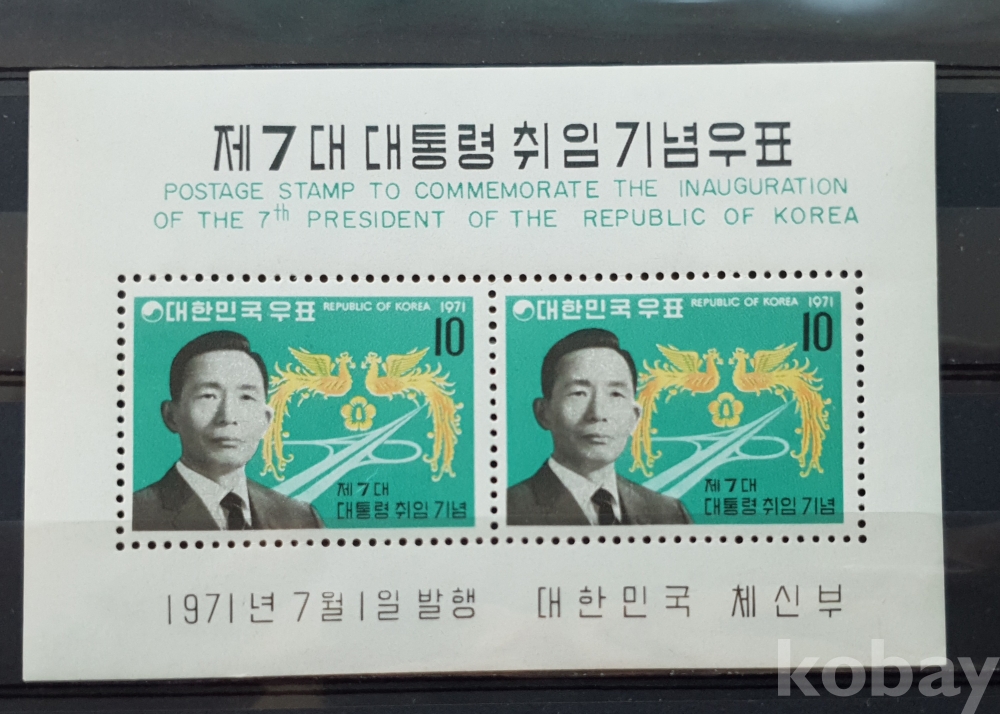 제7대 대통령 취임 기념우표
POSTAGE STAMP TO COMMEMORATE THE INAUGURATION
OF THE 7th PRESIDENT OF THE REPUBLIC OF KOREA
대한민국우표 REPUBLIC OF KOREA 1971
10
제7대
대통령 취임 기념
대한민국우표 REPUBLIC OF KOREA 1971
10
제7대
대통령 취임 기념
1971년 7월 1일 발행 대한민국 체신부
kobay